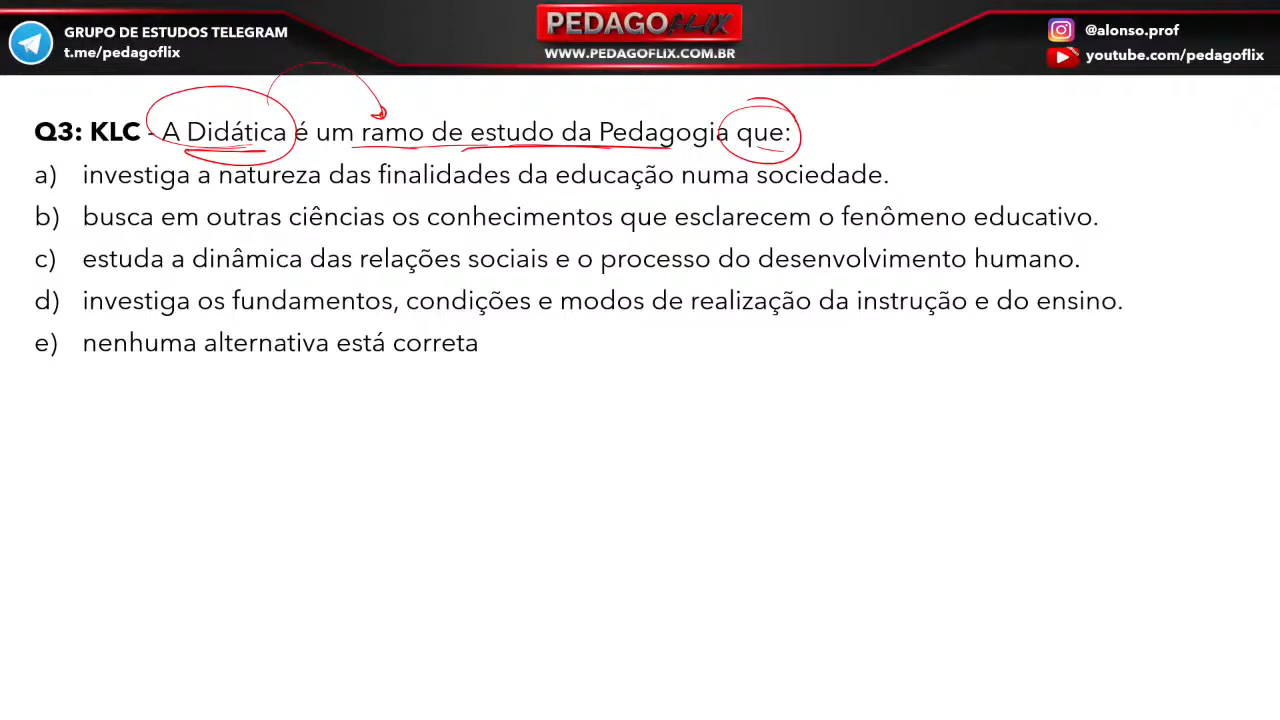 GRUPO DE ESTUDOS TELEGRAM
t.me/pedagoflix
PEDAGOFLIX
WWW.PEDAGOFLIX.COM.BR
@alonso.prof
youtube.com/pedagoflix
Q3: KLC - A Didática é um ramo de estudo da Pedagogia que:
a) investiga a natureza das finalidades da educação numa sociedade.
b) busca em outras ciências os conhecimentos que esclarecem o fenômeno educativo.
c) estuda a dinâmica das relações sociais e o processo do desenvolvimento humano.
d) investiga os fundamentos, condições e modos de realização da instrução e do ensino.
e) nenhuma alternativa está correta